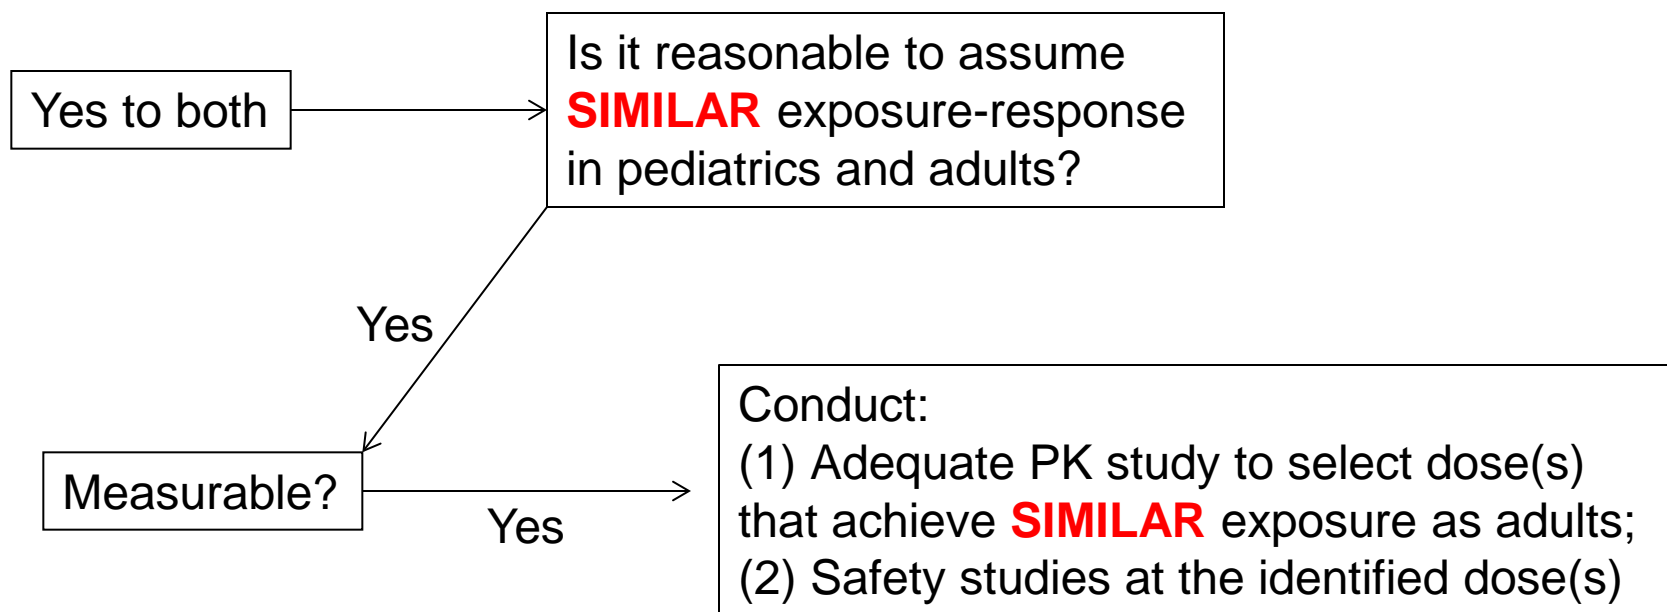 Yes to both
Is it reasonable to assume
SIMILAR exposure-response
in pediatrics and adults?
Yes
Measurable?
Yes
Conduct:
(1) Adequate PK study to select dose(s)
that achieve SIMILAR exposure as adults;
(2) Safety studies at the identified dose(s)